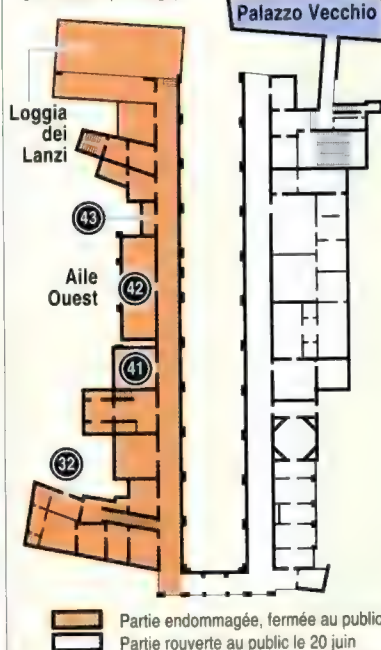 Palazzo Vecchio
Loggia
dei
Lanzi
43
Aile
Ouest
42
41
32
Partie endommagée, fermée au public
Partie rouverte au public le 20 juin